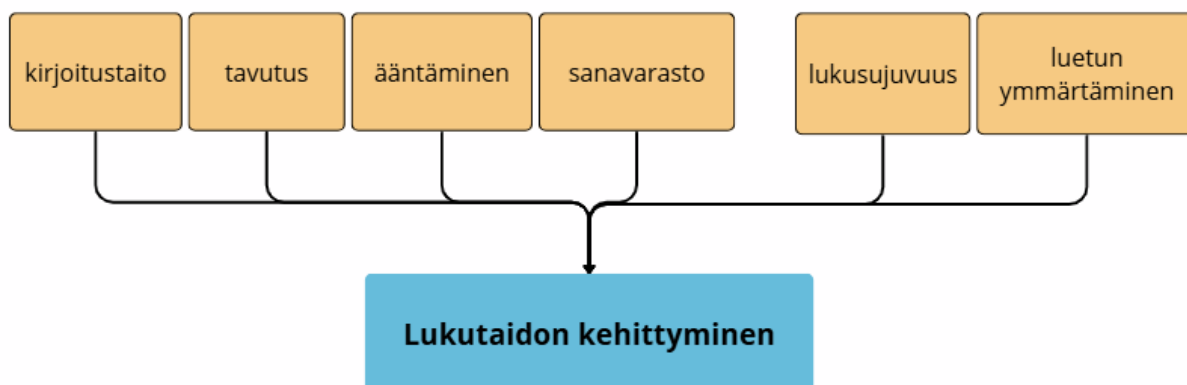 kirjoitustaito
tavutus
ääntäminen
sanavarasto
lukusujuvuus
luetun
ymmärtäminen
Lukutaidon kehittyminen